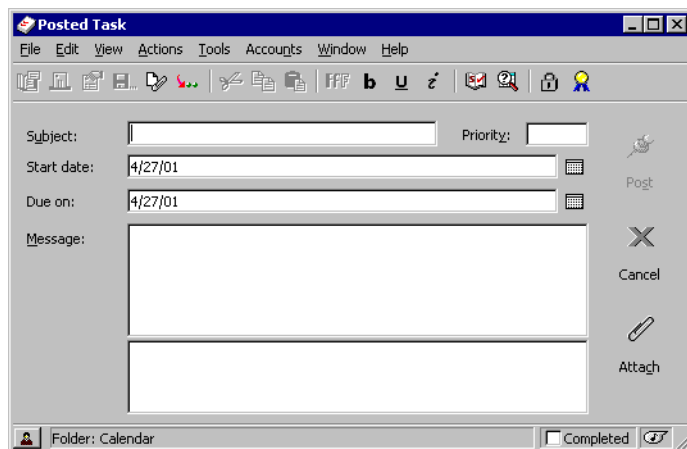 Posted Task
File Edit View Actions Tools Accounts Window Help
b u i
Subject: Priority:
Start date: 4/27/01
Post
Due on: 4/27/01
Message:
Cancel
Attach
Folder: Calendar Completed